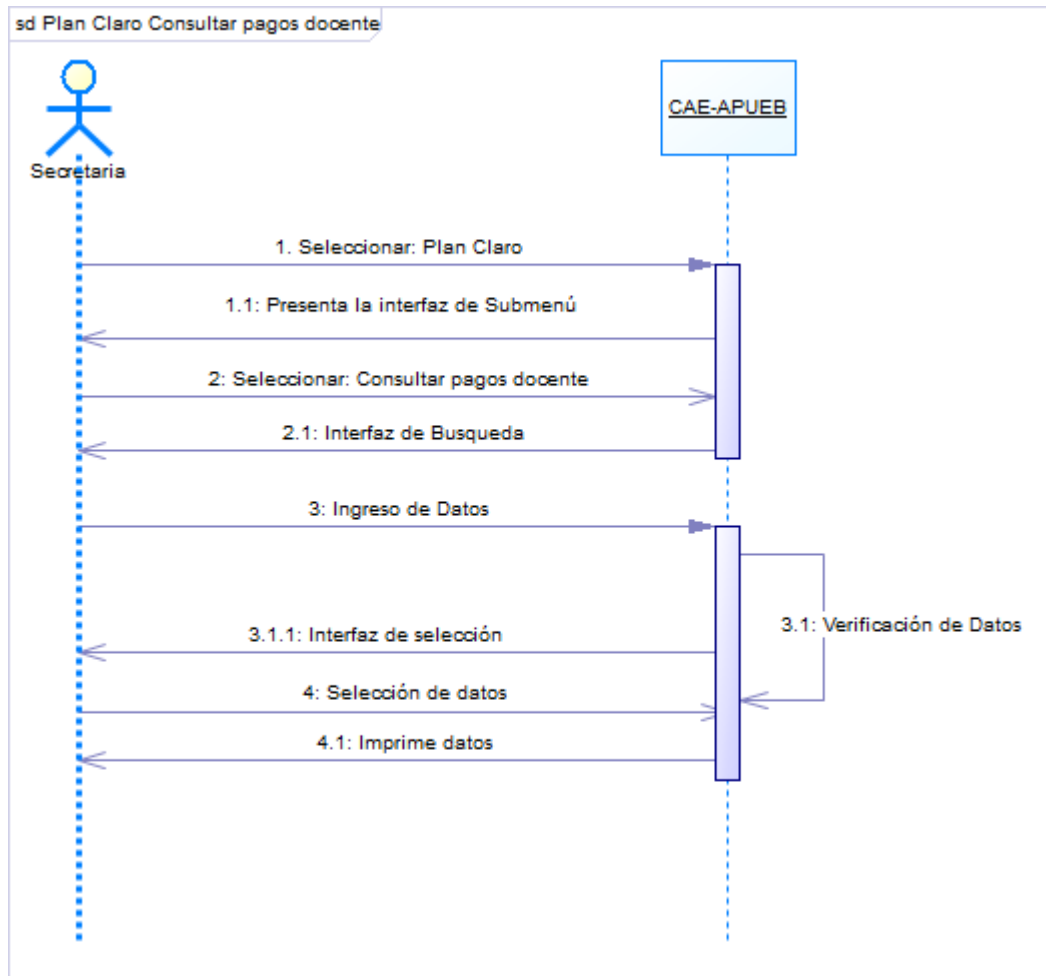 sd Plan Claro Consultar pagos docente
CAE-APUEB
Secretaria
1. Seleccionar: Plan Claro
1.1: Presenta la interfaz de Submenú
2: Seleccionar: Consultar pagos docente
2.1: Interfaz de Busqueda
3: Ingreso de Datos
3.1: Verificación de Datos
3.1.1: Interfaz de selección
4: Selección de datos
4.1: Imprime datos